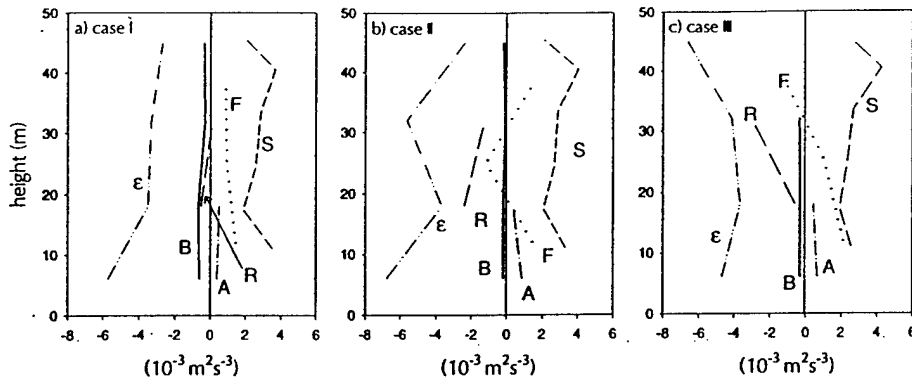 a) case I
b) case II
c) case III
height (m)
50
40
30
20
10
0
ε
B
A
F
S
R
-8 -6 -4 -2 0 2 4 6
(10⁻³ m²s⁻³)
50
40
30
20
10
0
ε
R
B
A
F
S
-8 -6 -4 -2 0 2 4 6
(10⁻³ m²s⁻³)
50
40
30
20
10
0
ε
R
F
S
B
A
-8 -6 -4 -2 0 2 4 6
(10⁻³ m²s⁻³)